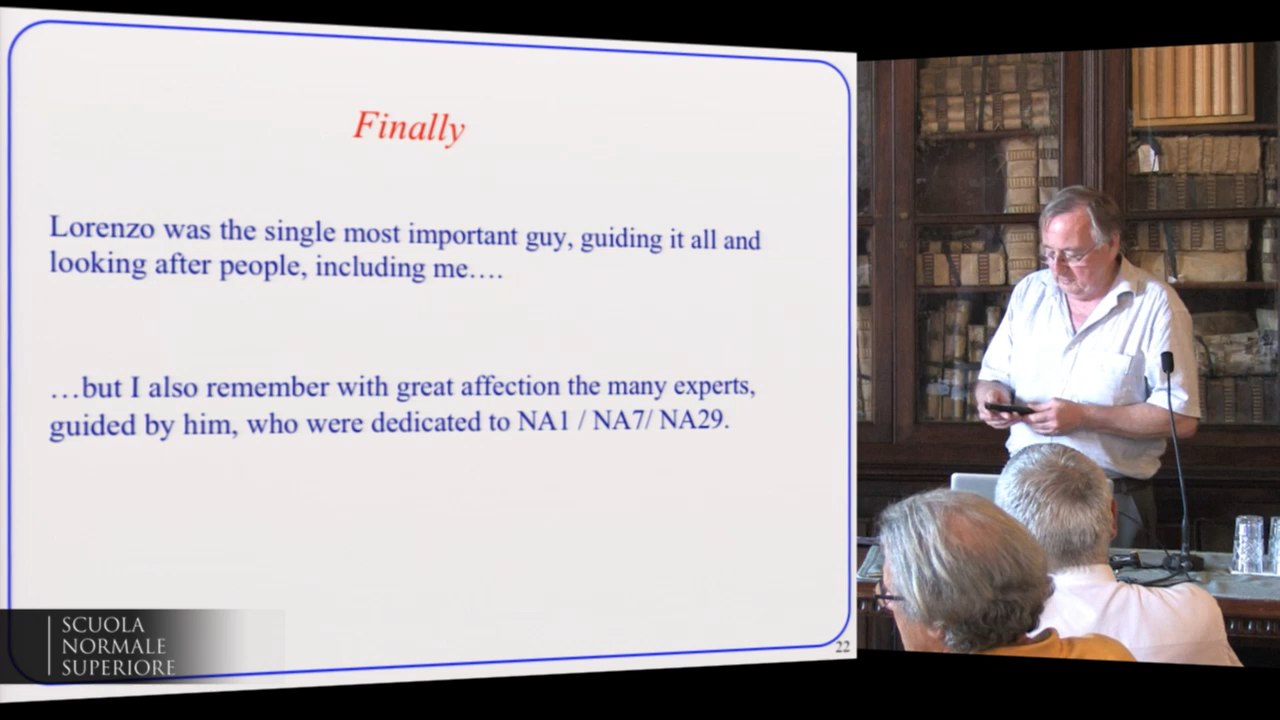 Finally
Lorenzo was the single most important guy, guiding it all and
looking after people, including me….
…but I also remember with great affection the many experts,
guided by him, who were dedicated to NA1 / NA7/ NA29.
22
SCUOLA
NORMALE
SUPERIORE